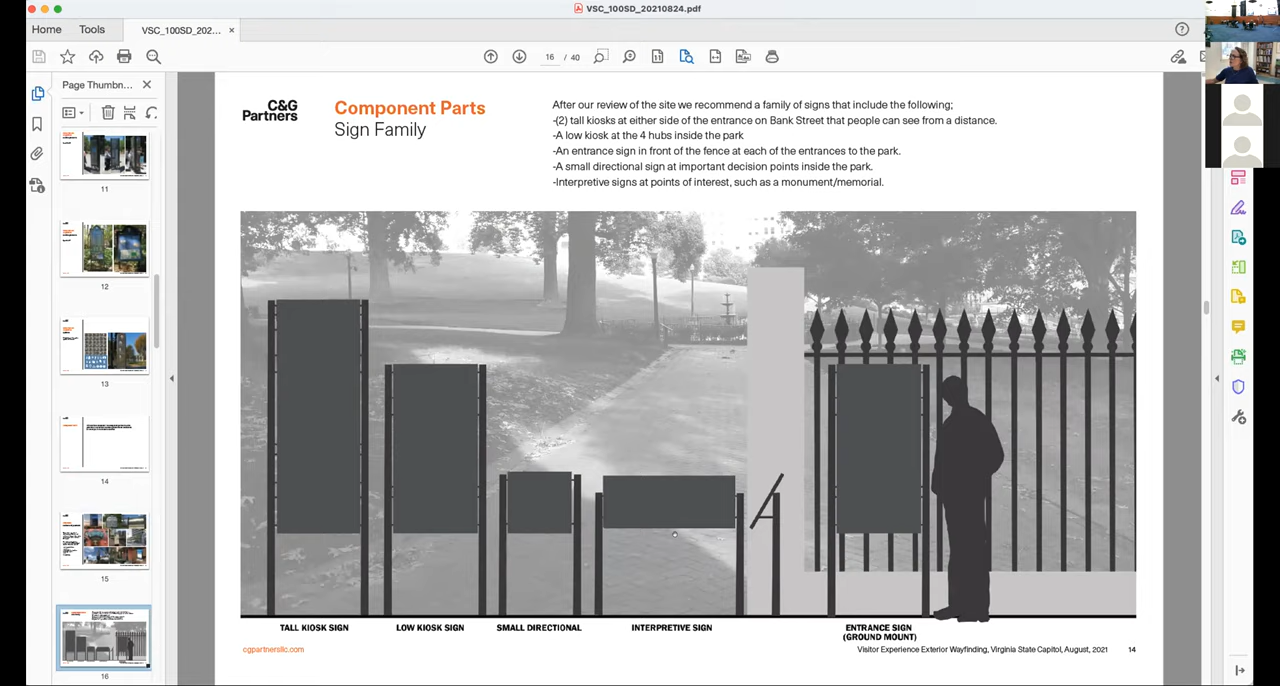 VSC_100SD_20210824.pdf
Home
Tools
VSC_100SD_202...
16 / 40
Page Thumbn...
11
12
13
14
15
16
C&G
Partners
Component Parts
Sign Family
After our review of the site we recommend a family of signs that include the following;
-(2) tall kiosks at either side of the entrance on Bank Street that people can see from a distance.
-A low kiosk at the 4 hubs inside the park
-An entrance sign in front of the fence at each of the entrances to the park.
-A small directional sign at important decision points inside the park.
-Interpretive signs at points of interest, such as a monument/memorial.
TALL KIOSK SIGN
LOW KIOSK SIGN
SMALL DIRECTIONAL
INTERPRETIVE SIGN
ENTRANCE SIGN
(GROUND MOUNT)
cgpartnersllc.com
Visitor Experience Exterior Wayfinding, Virginia State Capitol, August, 2021
14